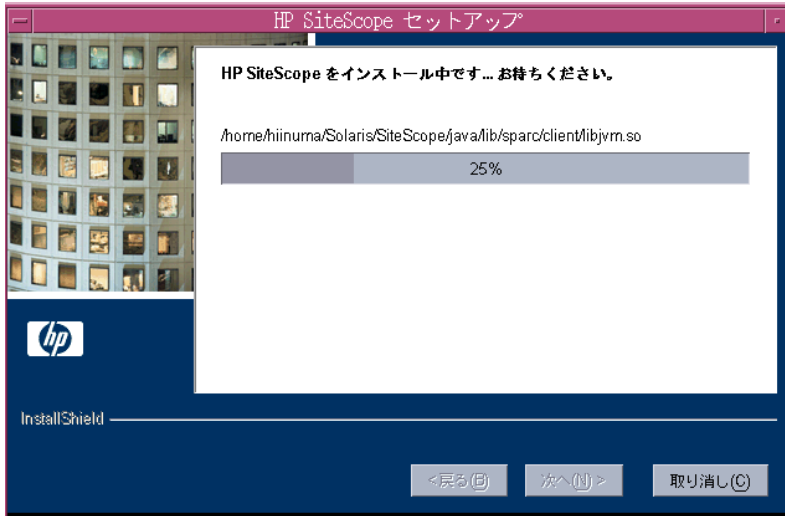 HP SiteScope セットアップ
HP SiteScope をインストール中です... お待ちください。
/home/hiinuma/Solaris/SiteScope/java/lib/sparc/client/libjvm.so
25%
hp
InstallShield
<戻る(B)
次へ(N) >
取り消し(C)